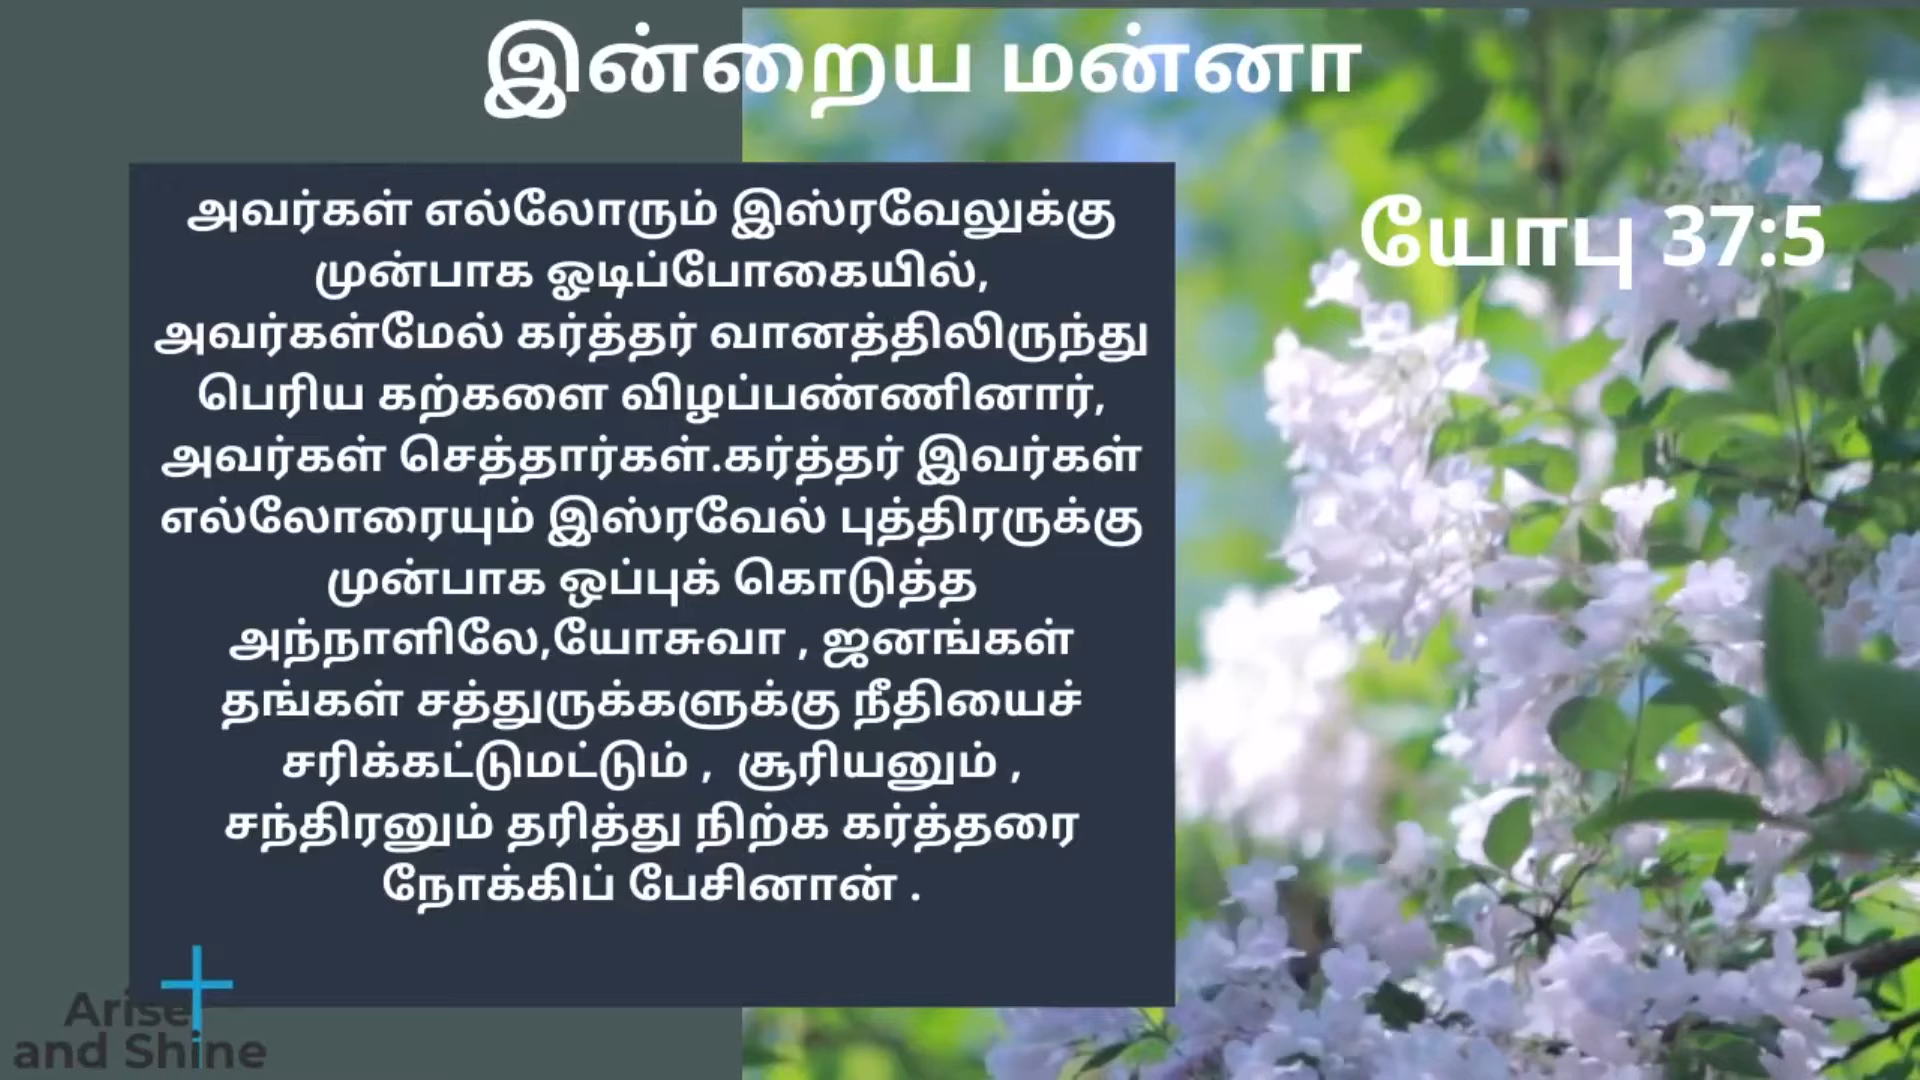 இன்றைய மன்னா
யோபு 37:5
அவர்கள் எல்லோரும் இஸ்ரவேலுக்கு
முன்பாக ஓடிப்போகையில்,
அவர்கள்மேல் கர்த்தர் வானத்திலிருந்து
பெரிய கற்களை விழப்பண்ணினார்,
அவர்கள் செத்தார்கள்.கர்த்தர் இவர்கள்
எல்லோரையும் இஸ்ரவேல் புத்திரருக்கு
முன்பாக ஒப்புக் கொடுத்த
அந்நாளிலே,யோசுவா , ஜனங்கள்
தங்கள் சத்துருக்களுக்கு நீதியைச்
சரிக்கட்டுமட்டும் , சூரியனும் ,
சந்திரனும் தரித்து நிற்க கர்த்தரை
நோக்கிப் பேசினான் .
Arise
and Shine